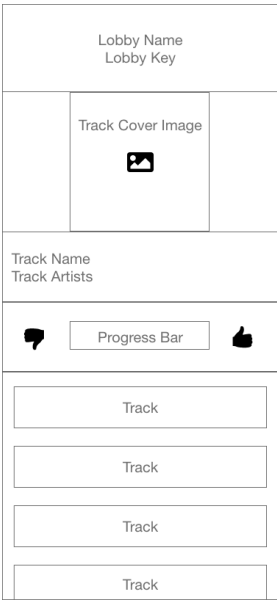 Lobby Name
Lobby Key
Track Cover Image
Track Name
Track Artists
Progress Bar
Track
Track
Track
Track